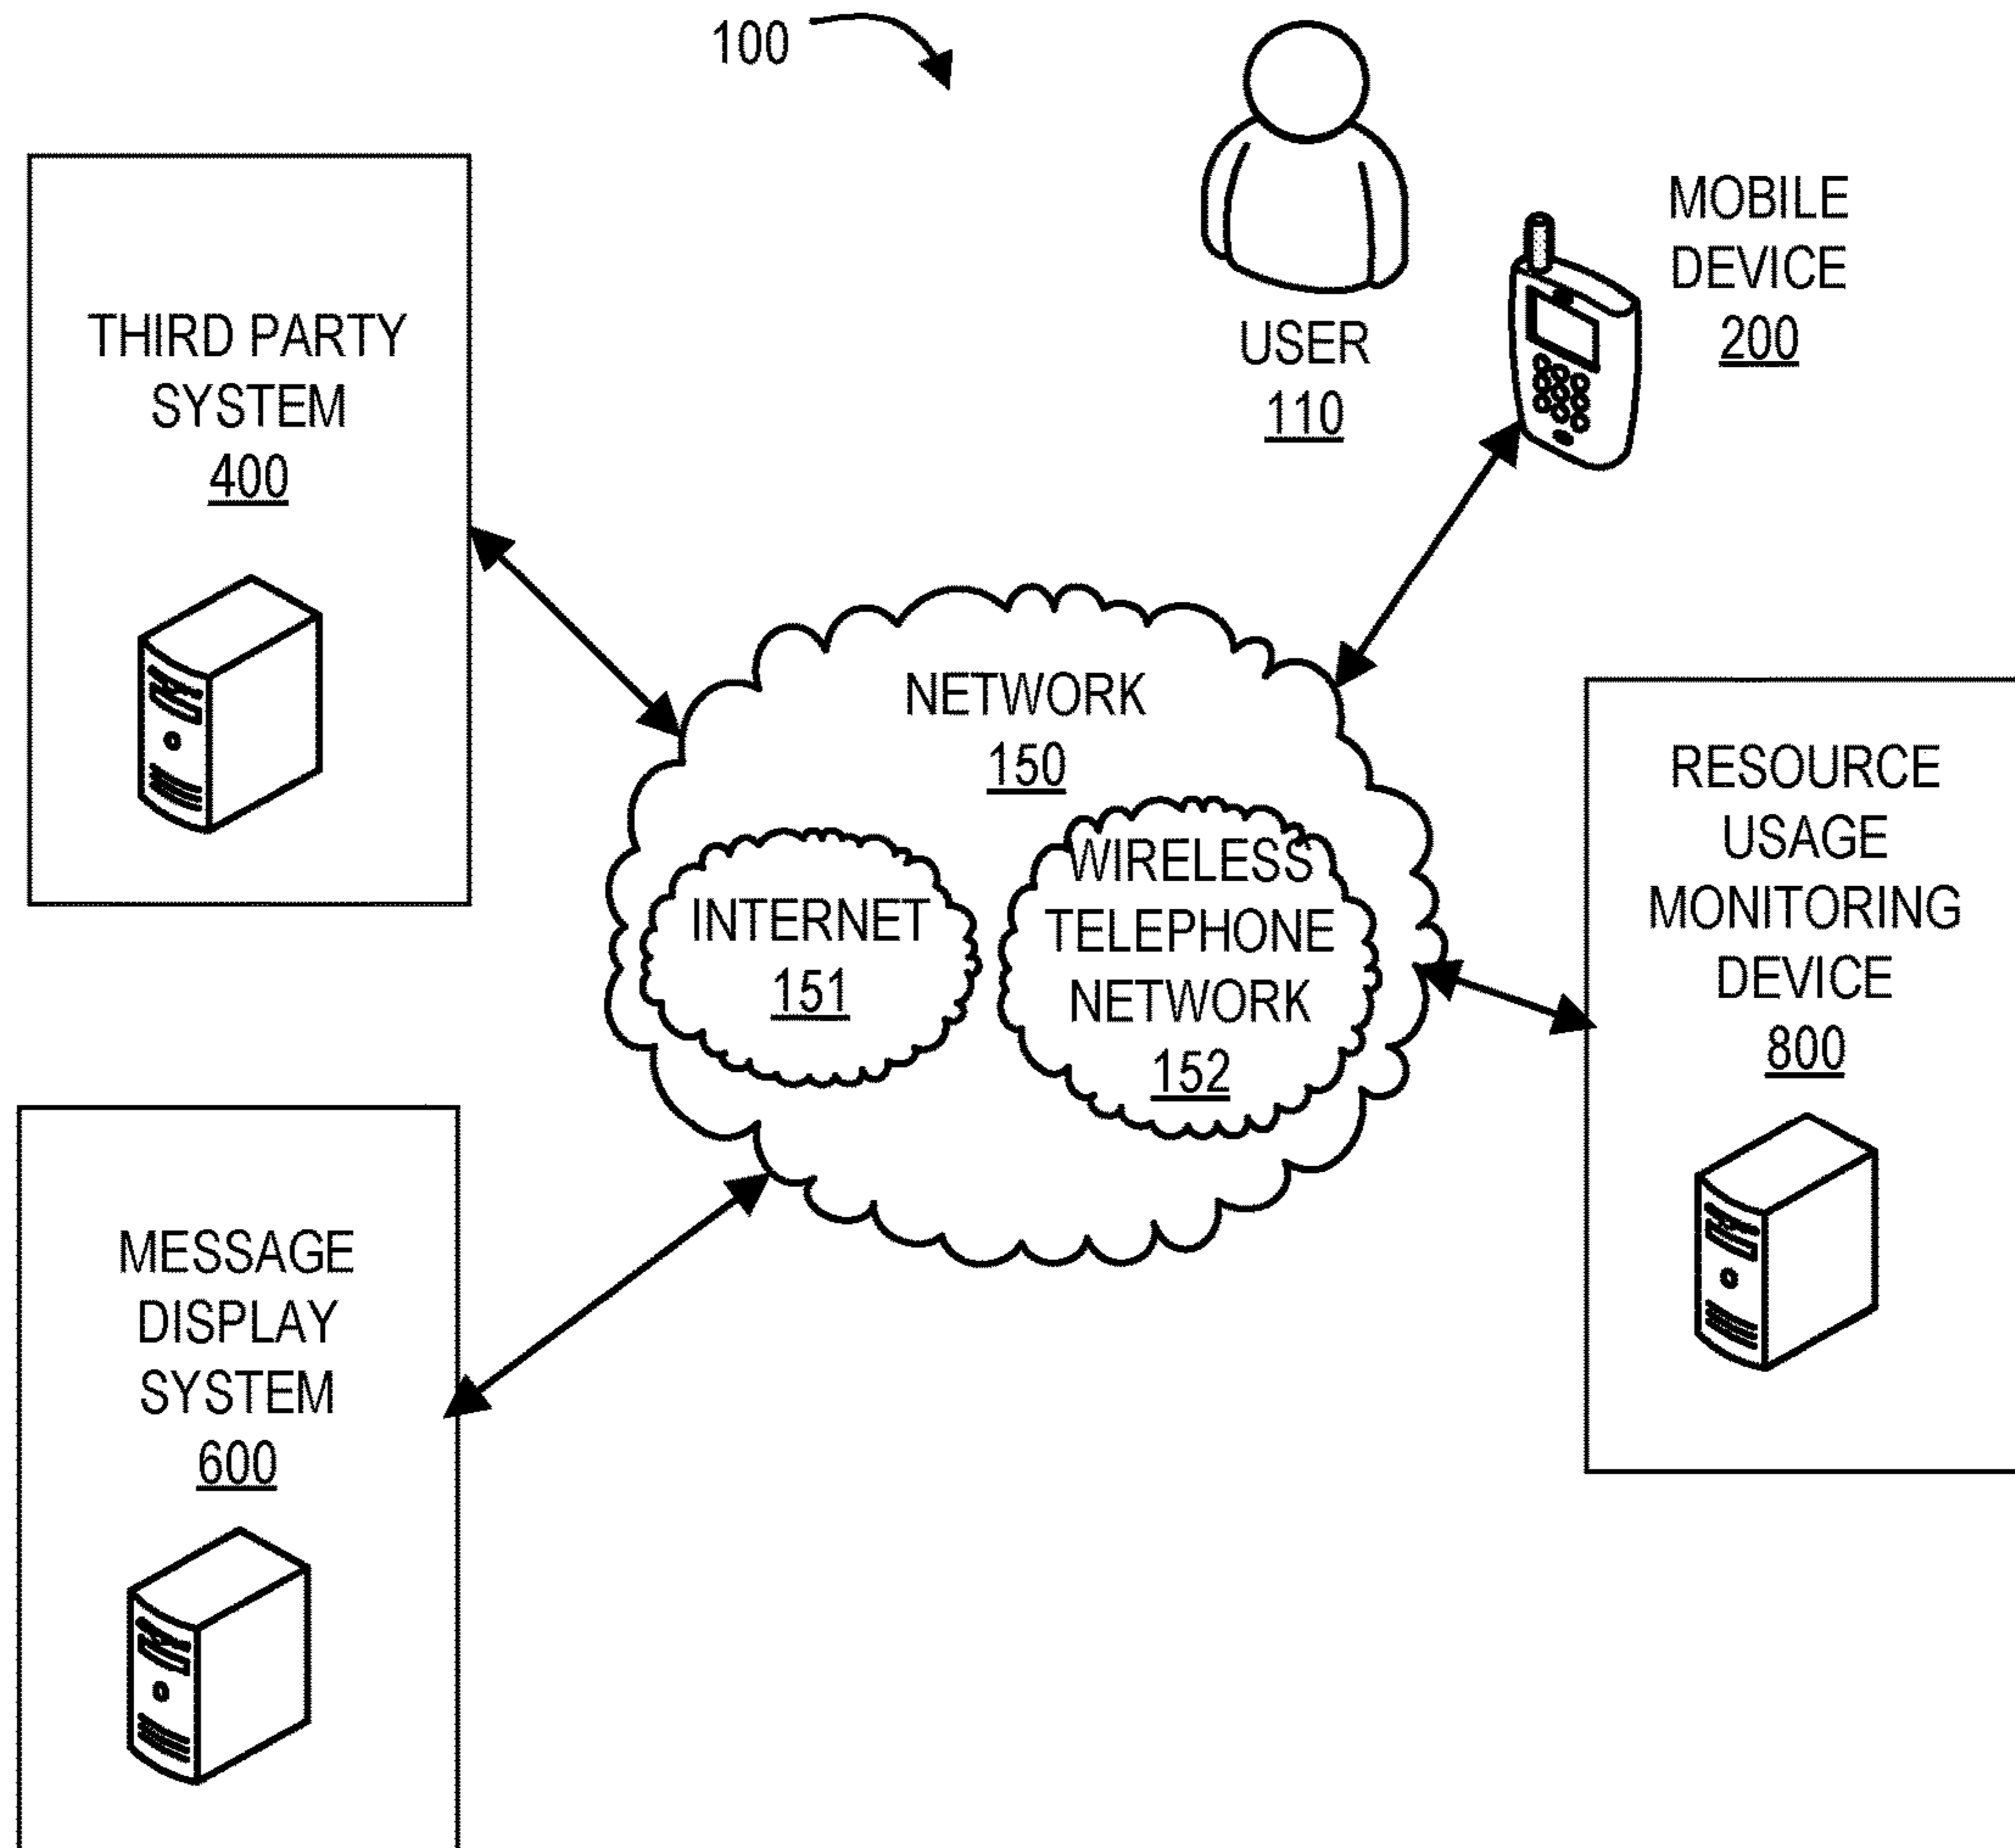 100
THIRD PARTY
SYSTEM
400
USER
110
MOBILE
DEVICE
200
NETWORK
150
INTERNET
151
WIRELESS
TELEPHONE
NETWORK
152
RESOURCE
USAGE
MONITORING
DEVICE
800
MESSAGE
DISPLAY
SYSTEM
600